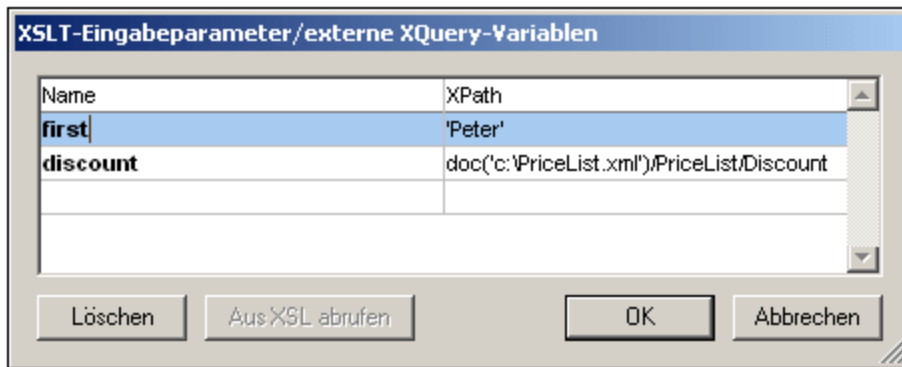 XSLT-Eingabeparameter/externe XQuery-Variablen
Name XPath
first 'Peter'
discount doc('c:\PriceList.xml')/PriceList/Discount
Löschen Aus XSL abrufen OK Abbrechen